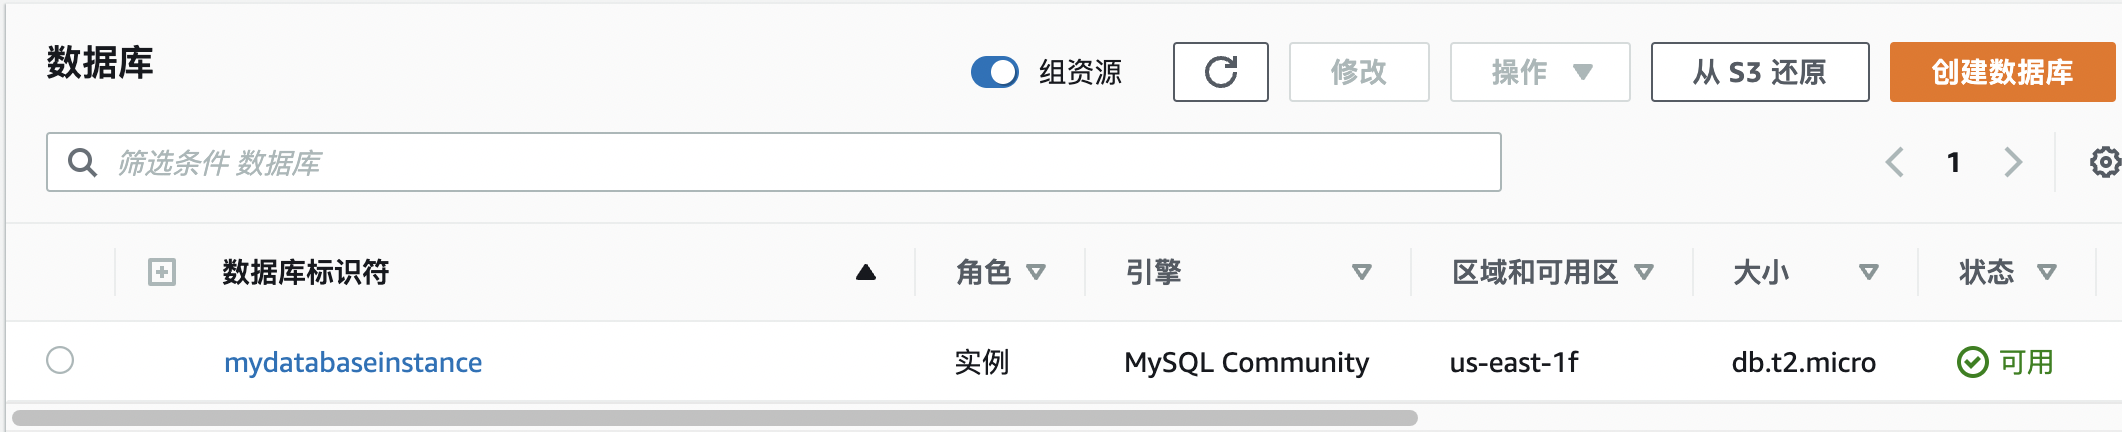 数据库
组资源 修改 操作 从 S3 还原 创建数据库
筛选条件 数据库
1
数据库标识符 角色 引擎 区域和可用区 大小 状态
mydatabaseinstance 实例 MySQL Community us-east-1f db.t2.micro 可用